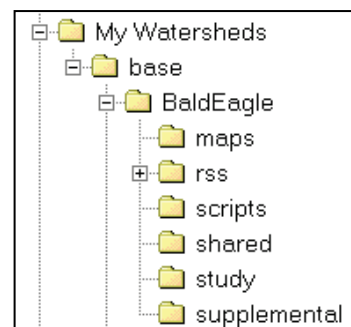 My Watersheds
base
BaldEagle
maps
rss
scripts
shared
study
supplemental